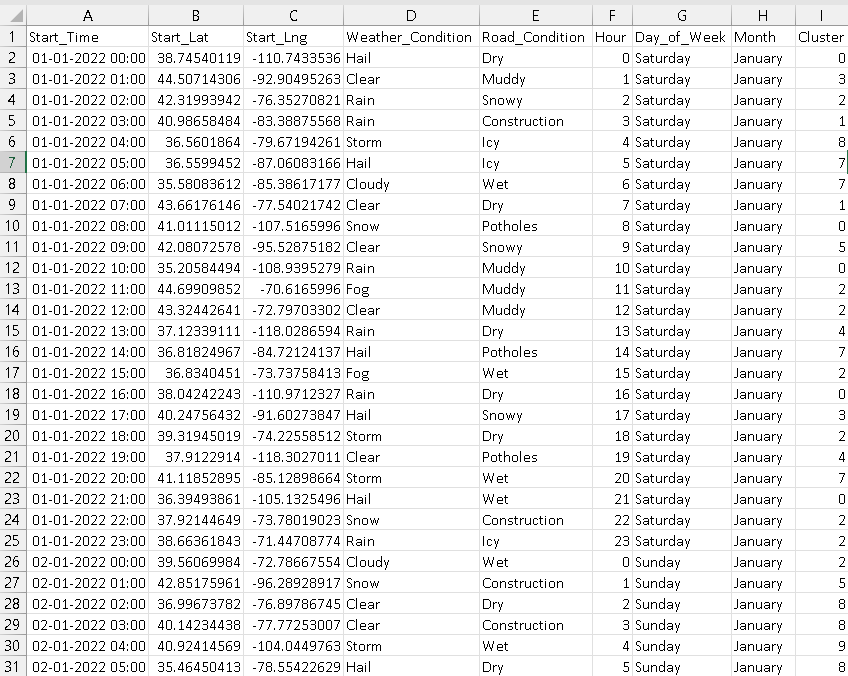 A B C D E F G H I
1 Start_Time Start_Lat Start_Lng Weather_Condition Road_Condition Hour Day_of_Week Month Cluster
2 01-01-2022 00:00 38.74540119 -110.7433536 Hail Dry 0 Saturday January 0
3 01-01-2022 01:00 44.50714306 -92.90495263 Clear Muddy 1 Saturday January 3
4 01-01-2022 02:00 42.31993942 -76.35270821 Rain Snowy 2 Saturday January 2
5 01-01-2022 03:00 40.98658484 -83.38875568 Rain Construction 3 Saturday January 1
6 01-01-2022 04:00 36.5601864 -79.67194261 Storm Icy 4 Saturday January 8
7 01-01-2022 05:00 36.5599452 -87.06083166 Hail Icy 5 Saturday January 7
8 01-01-2022 06:00 35.58083612 -85.38617177 Cloudy Wet 6 Saturday January 7
9 01-01-2022 07:00 43.66176146 -77.54021742 Clear Dry 7 Saturday January 1
10 01-01-2022 08:00 41.01115012 -107.5165996 Snow Potholes 8 Saturday January 0
11 01-01-2022 09:00 42.08072578 -95.52875182 Clear Snowy 9 Saturday January 5
12 01-01-2022 10:00 35.20584494 -108.9395279 Rain Muddy 10 Saturday January 0
13 01-01-2022 11:00 44.69909852 -70.6165996 Fog Muddy 11 Saturday January 2
14 01-01-2022 12:00 43.32442641 -72.79703302 Clear Muddy 12 Saturday January 2
15 01-01-2022 13:00 37.12339111 -118.0286594 Rain Dry 13 Saturday January 4
16 01-01-2022 14:00 36.81824967 -84.72124137 Hail Potholes 14 Saturday January 7
17 01-01-2022 15:00 36.8340451 -73.73758413 Fog Wet 15 Saturday January 2
18 01-01-2022 16:00 38.04242243 -110.9712327 Rain Dry 16 Saturday January 0
19 01-01-2022 17:00 40.24756432 -91.60273847 Hail Snowy 17 Saturday January 3
20 01-01-2022 18:00 39.31945019 -74.22558512 Storm Dry 18 Saturday January 2
21 01-01-2022 19:00 37.9122914 -118.3027011 Clear Potholes 19 Saturday January 4
22 01-01-2022 20:00 41.11852895 -85.12898664 Storm Wet 20 Saturday January 7
23 01-01-2022 21:00 36.39493861 -105.1325496 Hail Wet 21 Saturday January 0
24 01-01-2022 22:00 37.92144649 -73.78019023 Snow Construction 22 Saturday January 2
25 01-01-2022 23:00 38.66361843 -71.44708774 Rain Icy 23 Saturday January 2
26 02-01-2022 00:00 39.56069984 -72.78667554 Cloudy Wet 0 Sunday January 2
27 02-01-2022 01:00 42.85175961 -96.28928917 Snow Construction 1 Sunday January 5
28 02-01-2022 02:00 36.99673782 -76.89786745 Clear Dry 2 Sunday January 8
29 02-01-2022 03:00 40.14234438 -77.77253007 Clear Construction 3 Sunday January 8
30 02-01-2022 04:00 40.92414569 -104.0449763 Storm Wet 4 Sunday January 9
31 02-01-2022 05:00 35.46450413 -78.55422629 Hail Dry 5 Sunday January 8